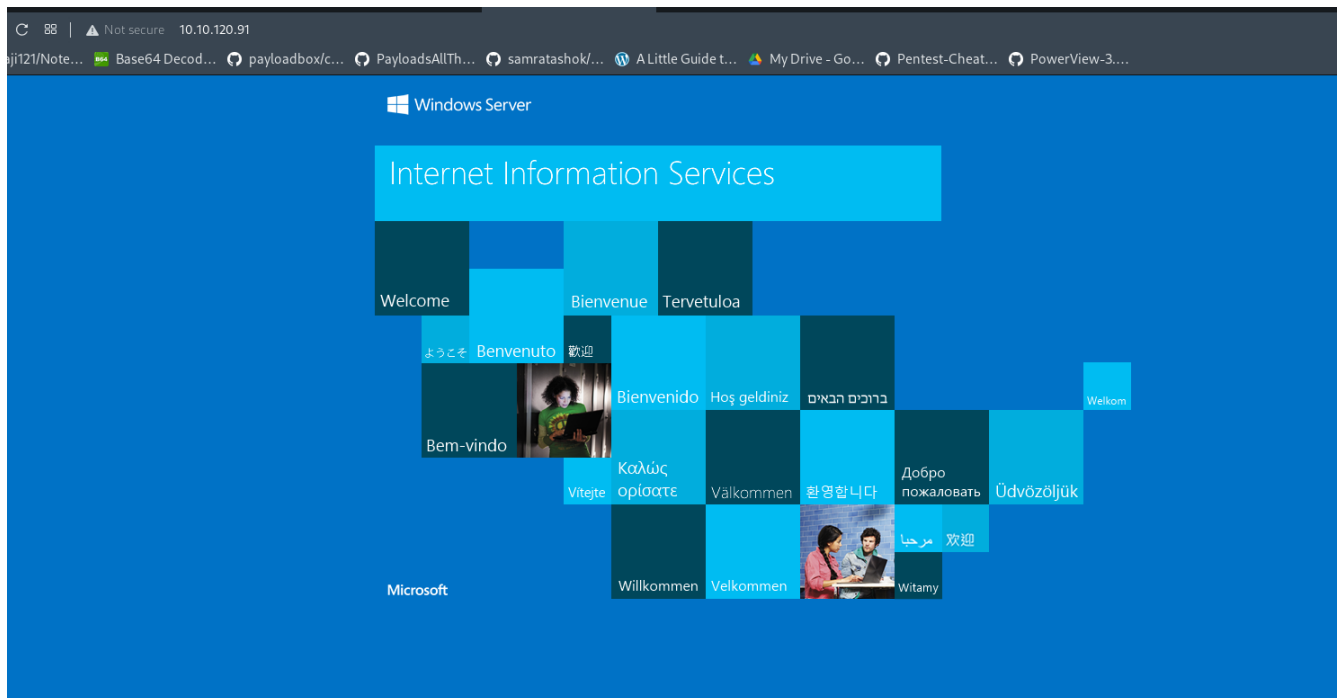 Not secure 10.10.120.91
aji121/Note… Base64 Decod… payloadbox/c… PayloadsAllTh… samratashok/… A Little Guide t… My Drive - Go… Pentest-Cheat… PowerView-3.…
Windows Server
Internet Information Services
Welcome
Bienvenue
Tervetuloa
ようこそ
Benvenuto
歡迎
Bienvenido
Hoş geldiniz
ברוכים הבאים
Welkom
Bem-vindo
Vítejte
Καλώς
ορίσατε
Välkommen
환영합니다
Добро
пожаловать
Üdvözöljük
Microsoft
Willkommen
Velkommen
مرحبا
欢迎
Witamy